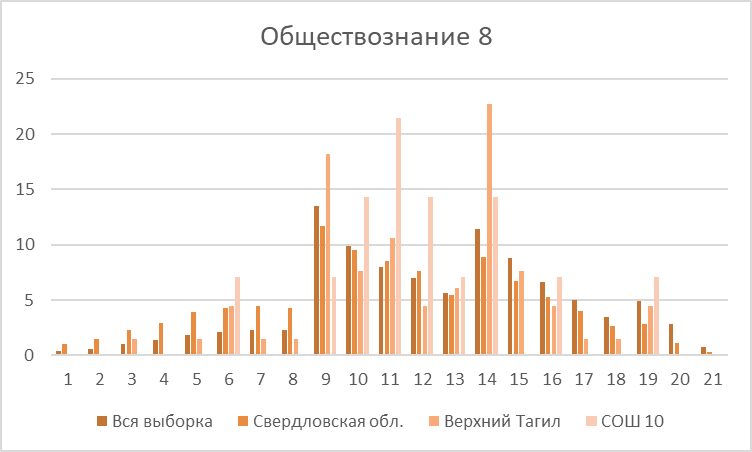 Обществознание 8
25
20
15
10
5
0
1 2 3 4 5 6 7 8 9 10 11 12 13 14 15 16 17 18 19 20 21
Вся выборка Свердловская обл. Верхний Тагил СОШ 10